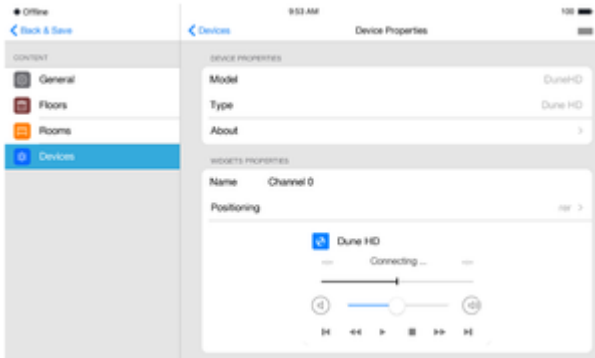 Offline 9:53 AM 100
Back & Save
Devices
Device Properties
CONTENT
General
Floors
Rooms
Devices
DEVICE PROPERTIES
Model DuneHD
Type Dune HD
About
WIDGETS PROPERTIES
Name Channel 0
Positioning
Dune HD
Connecting ...